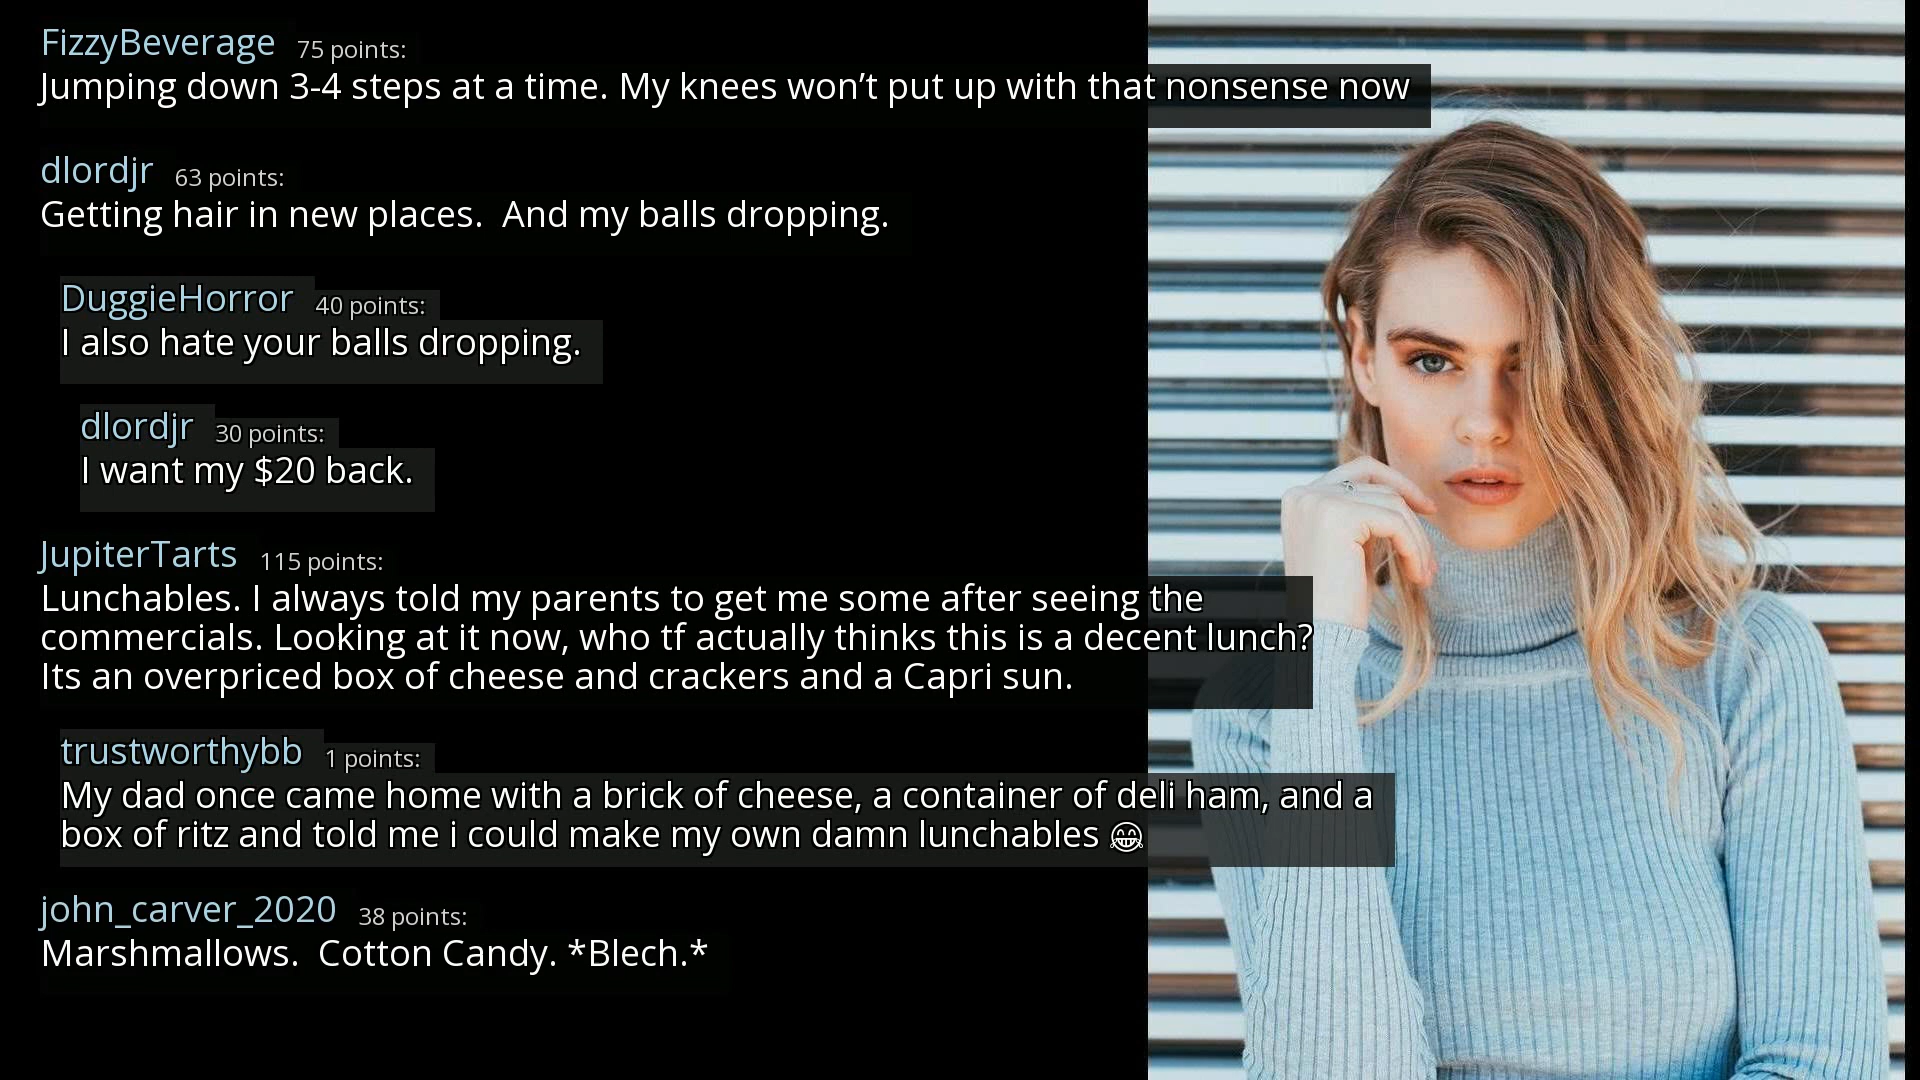 FizzyBeverage 75 points:
Jumping down 3-4 steps at a time. My knees won’t put up with that nonsense now
dlordjr 63 points:
Getting hair in new places.  And my balls dropping.
DuggieHorror 40 points:
I also hate your balls dropping.
dlordjr 30 points:
I want my $20 back.
JupiterTarts 115 points:
Lunchables. I always told my parents to get me some after seeing the
commercials. Looking at it now, who tf actually thinks this is a decent lunch?
Its an overpriced box of cheese and crackers and a Capri sun.
trustworthybb 1 points:
My dad once came home with a brick of cheese, a container of deli ham, and a
box of ritz and told me i could make my own damn lunchables 😂
john_carver_2020 38 points:
Marshmallows.  Cotton Candy. *Blech.*